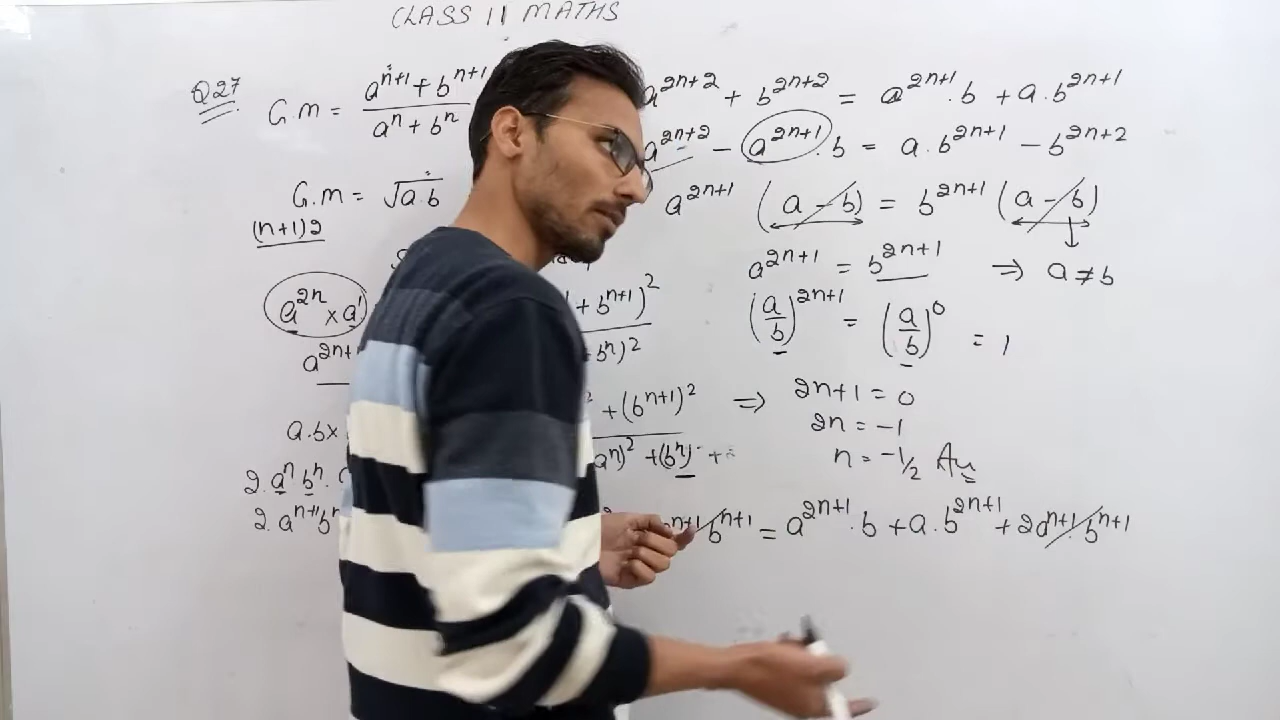 CLASS 11 MATHS
Q27
G.M = a^{n+1} + b^{n+1} / a^n + b^n
G.M = √a.b
(n+1)2
a^{2n} × a^1
a^{2n+
a.b×
2. a^n b^n.
2. a^{n+1} b^n
+ b^{n+1})^2
b^n)^2
+ (b^{n+1})^2
a^n)^2 + (b^n) +
a^{2n+2} + b^{2n+2} = a^{2n+1} . b + a . b^{2n+1}
a^{2n+2} - a^{2n+1} . b = a . b^{2n+1} - b^{2n+2}
a^{2n+1} (a - b) = b^{2n+1} (a - b)
a^{2n+1} = b^{2n+1} ⇒ a ≠ b
(a/b)^{2n+1} = (a/b)^0 = 1
⇒ 2n+1 = 0
2n = -1
n = -1/2 Ans
^{n+1} b^{n+1} = a^{2n+1} . b + a . b^{2n+1} + 2a^{n+1} . b^{n+1}